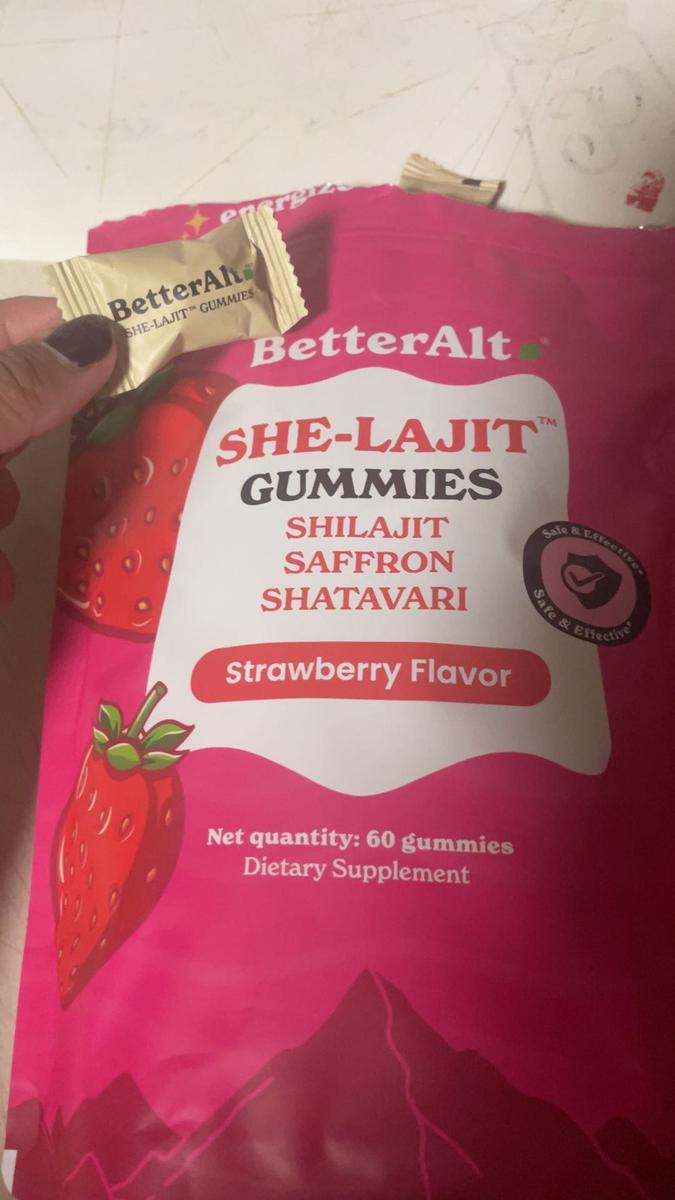 energize
BetterAlt
SHE-LAJIT™ GUMMIES
BetterAlt
SHE-LAJIT™
GUMMIES
SHILAJIT
SAFFRON
SHATAVARI
Safe & Effective*
Safe & Effective*
Strawberry Flavor
Net quantity: 60 gummies
Dietary Supplement